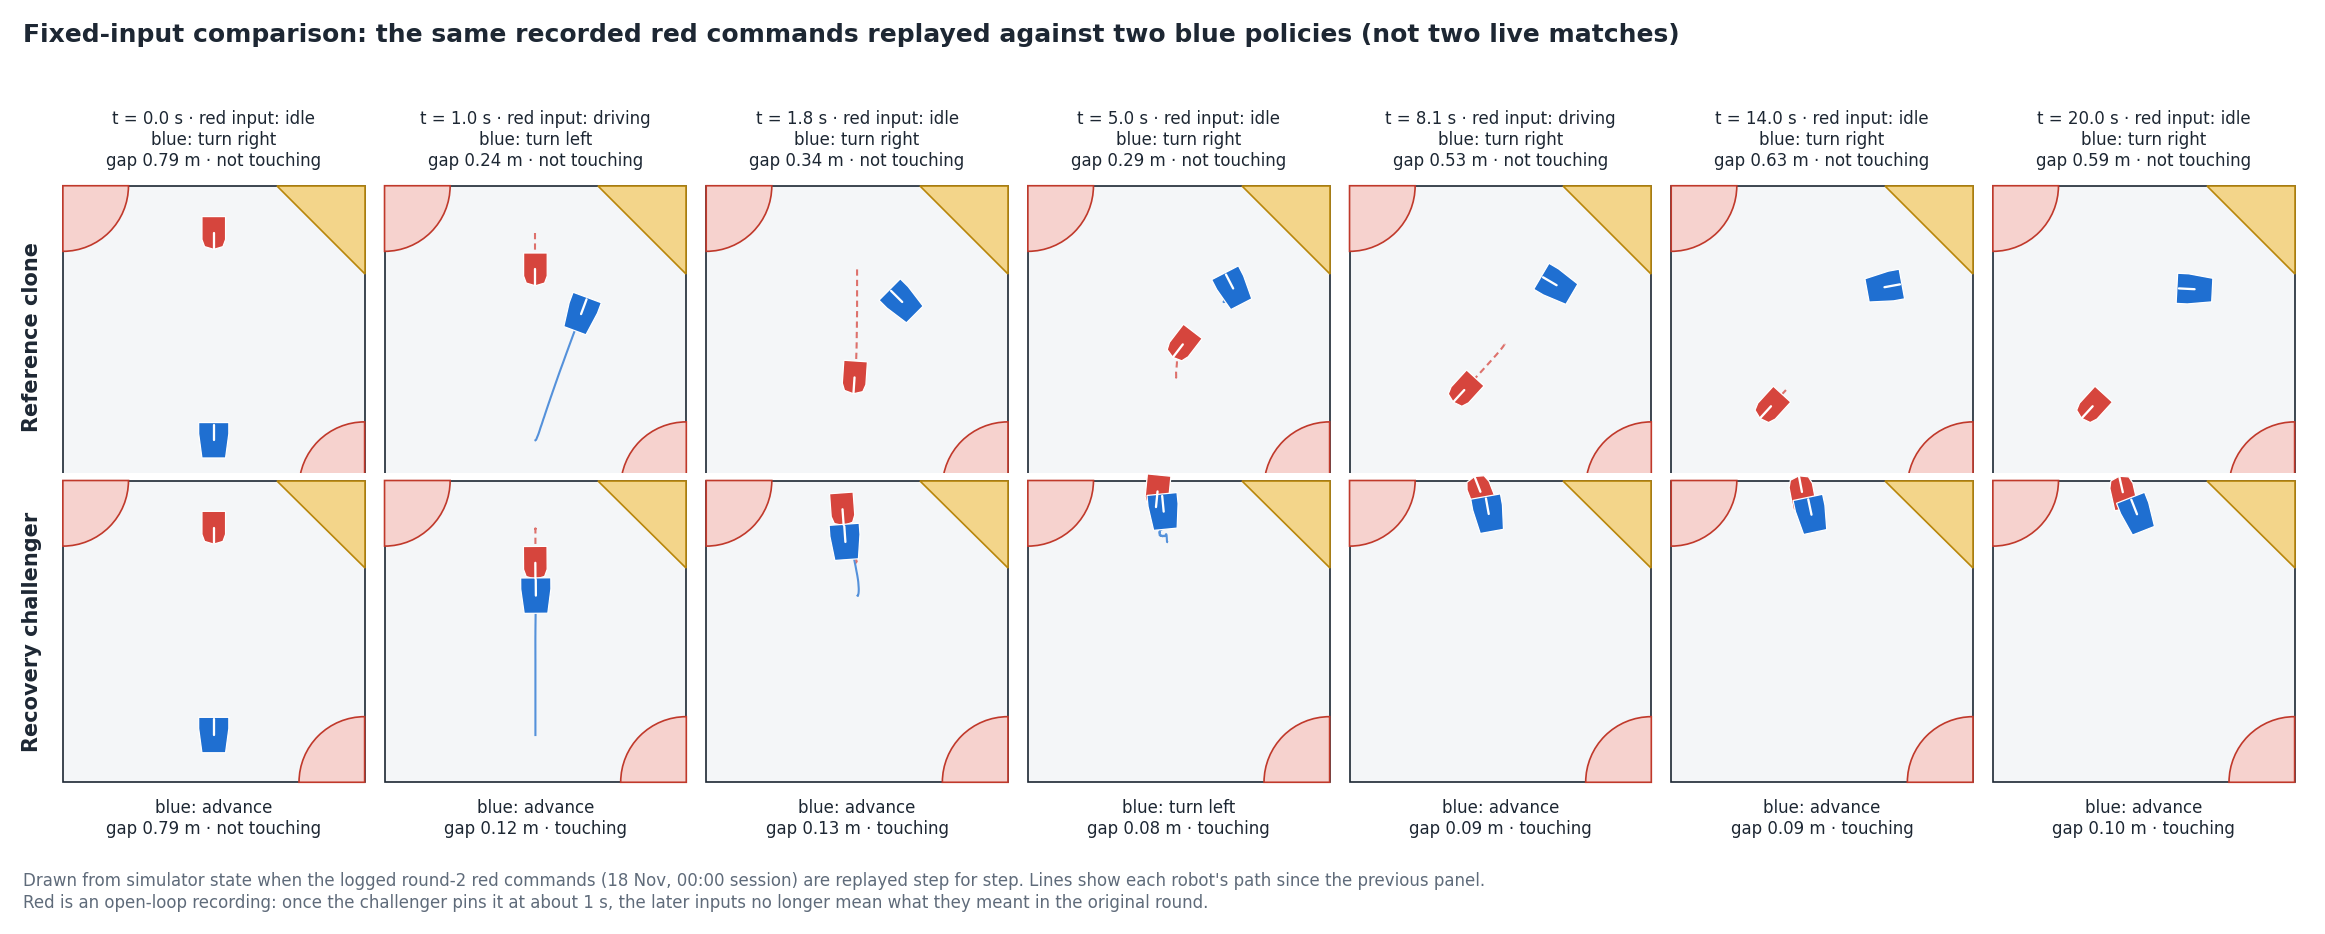 Fixed-input comparison: the same recorded red commands replayed against two blue policies (not two live matches)
t = 0.0 s · red input: idle
blue: turn right
gap 0.79 m · not touching
t = 1.0 s · red input: driving
blue: turn left
gap 0.24 m · not touching
t = 1.8 s · red input: idle
blue: turn right
gap 0.34 m · not touching
t = 5.0 s · red input: idle
blue: turn right
gap 0.29 m · not touching
t = 8.1 s · red input: driving
blue: turn right
gap 0.53 m · not touching
t = 14.0 s · red input: idle
blue: turn right
gap 0.63 m · not touching
t = 20.0 s · red input: idle
blue: turn right
gap 0.59 m · not touching
Reference clone
Recovery challenger
blue: advance
gap 0.79 m · not touching
blue: advance
gap 0.12 m · touching
blue: advance
gap 0.13 m · touching
blue: turn left
gap 0.08 m · touching
blue: advance
gap 0.09 m · touching
blue: advance
gap 0.09 m · touching
blue: advance
gap 0.10 m · touching
Drawn from simulator state when the logged round-2 red commands (18 Nov, 00:00 session) are replayed step for step. Lines show each robot's path since the previous panel.
Red is an open-loop recording: once the challenger pins it at about 1 s, the later inputs no longer mean what they meant in the original round.